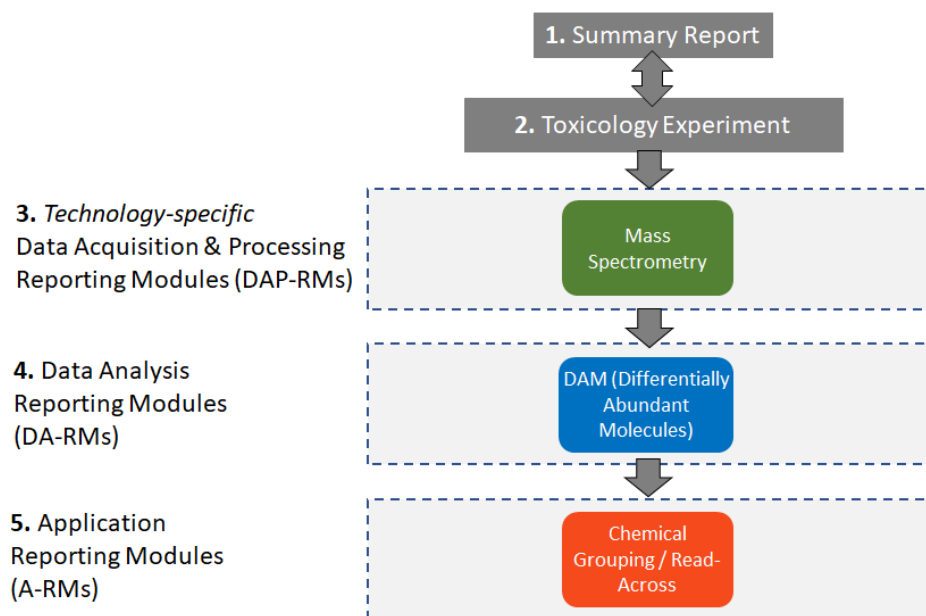 1. Summary Report
2. Toxicology Experiment
3. Technology-specific
Data Acquisition & Processing
Reporting Modules (DAP-RMs)
Mass
Spectrometry
4. Data Analysis
Reporting Modules
(DA-RMs)
DAM (Differentially
Abundant
Molecules)
5. Application
Reporting Modules
(A-RMs)
Chemical
Grouping / Read-
Across